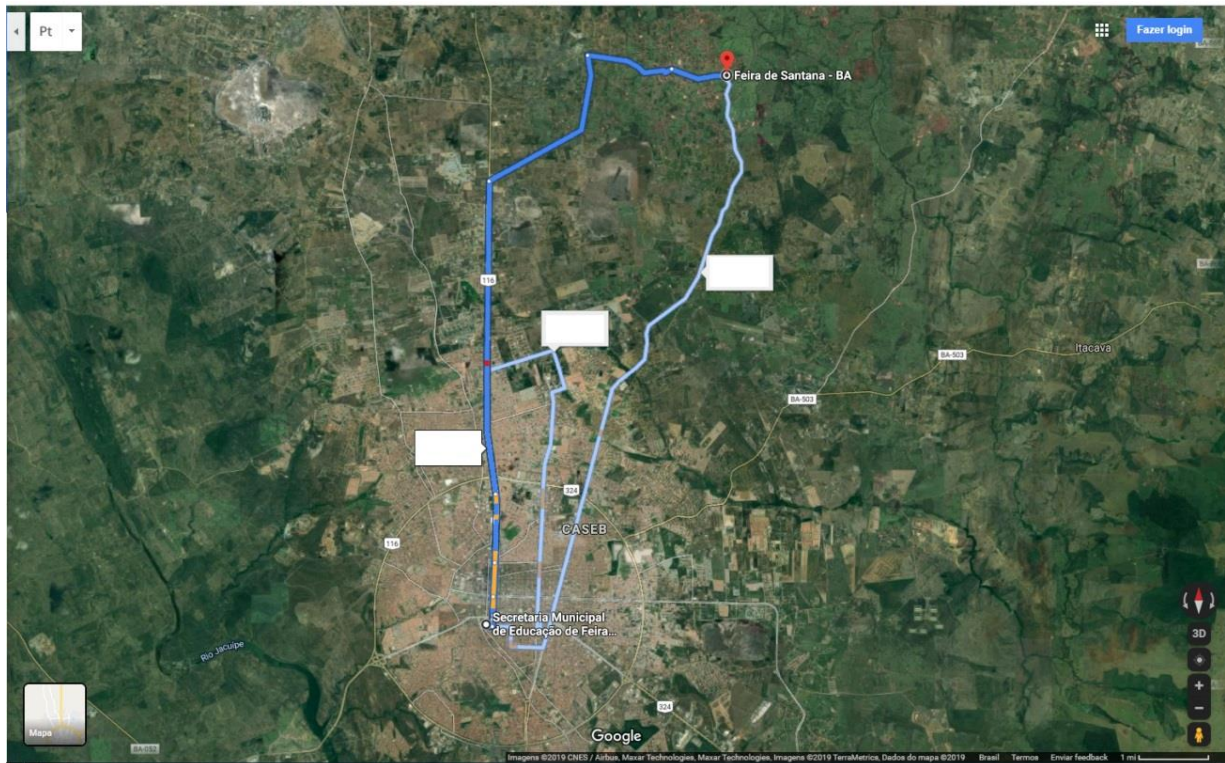 Pt
Fazer login
Feira de Santana - BA
116
BA-503
Itacava
BA-503
324
CASEB
116
Secretaria Municipal
de Educação de Feira...
3D
Rio Jacuípe
Mapa
324
BA-052
Google
Imagens ©2019 CNES / Airbus, Maxar Technologies, Maxar Technologies, Imagens ©2019 TerraMetrics, Dados do mapa ©2019 Brasil Termos Enviar feedback 1 mi